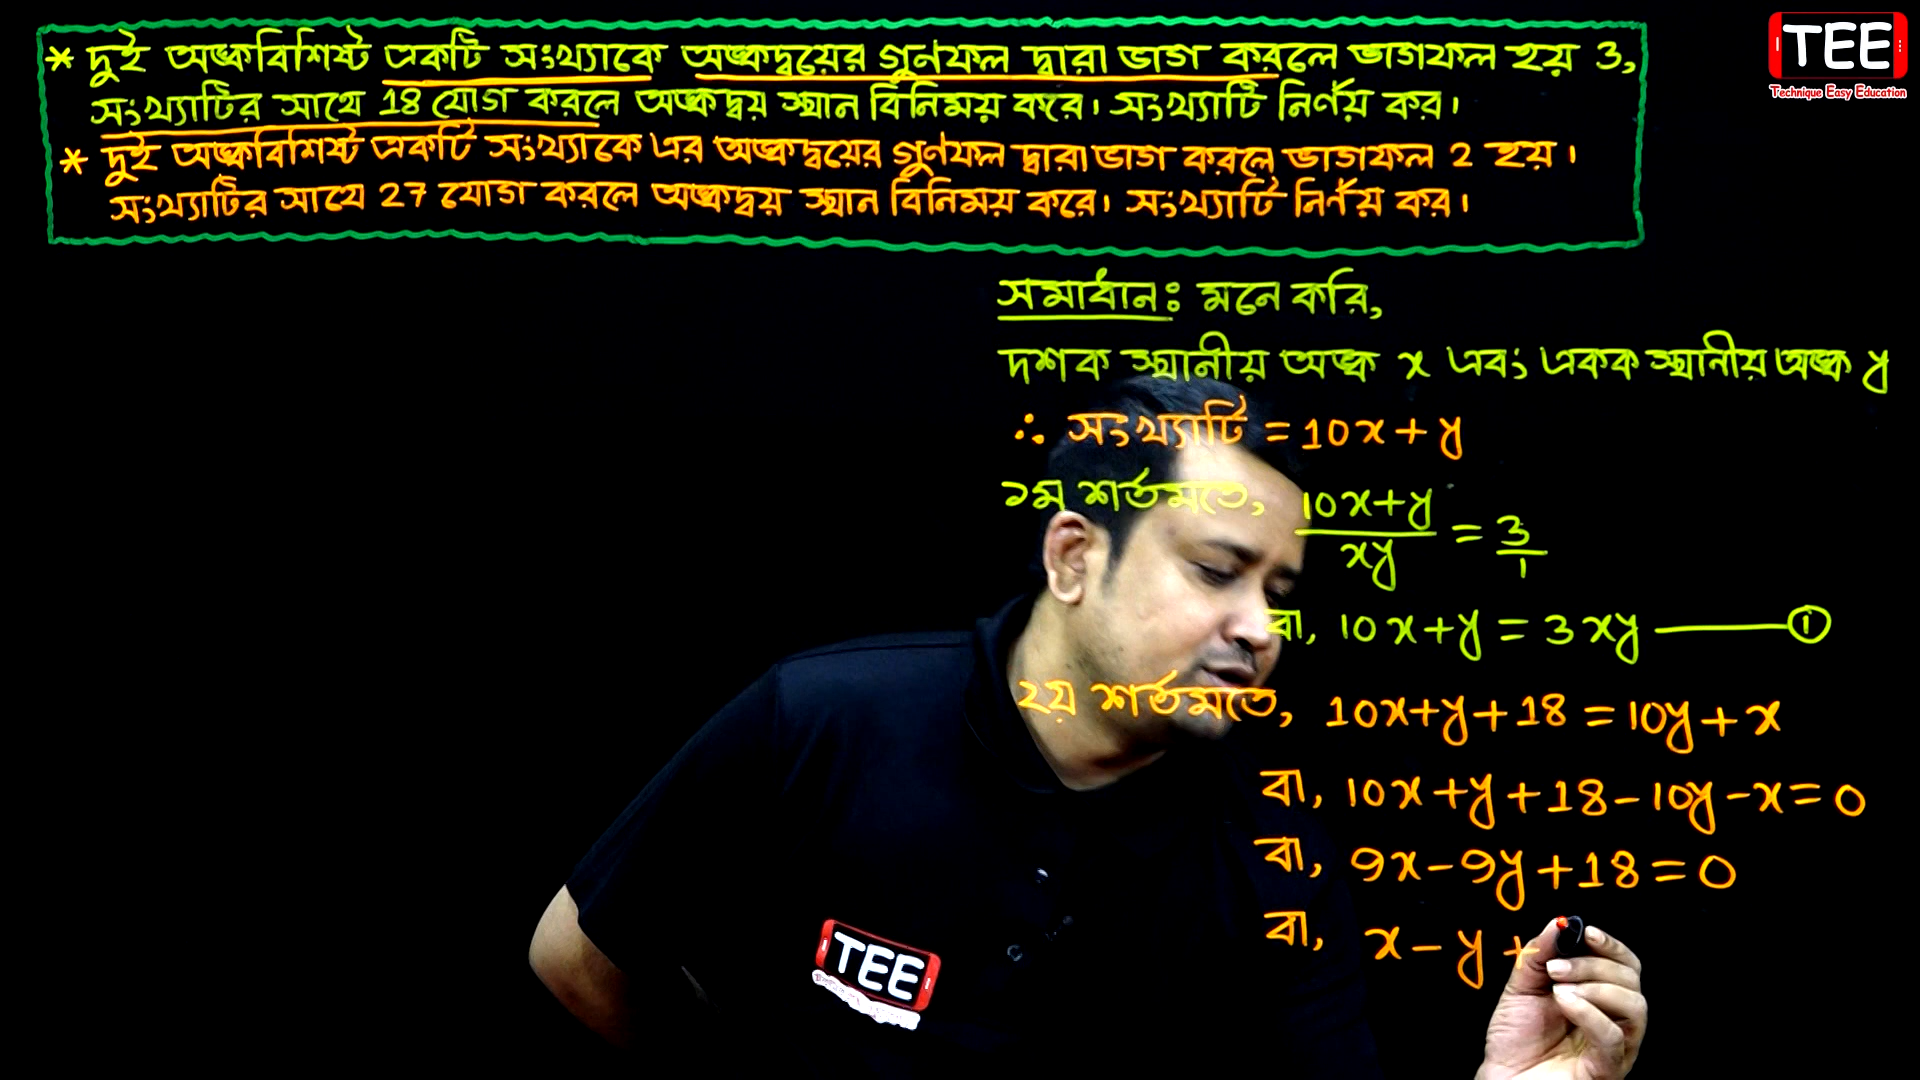 * দুই অঙ্কবিশিষ্ট একটি সংখ্যাকে অঙ্কদ্বয়ের গুণফল দ্বারা ভাগ করলে ভাগফল হয় 3,
সংখ্যাটির সাথে 18 যোগ করলে অঙ্কদ্বয় স্থান বিনিময় করে। সংখ্যাটি নির্ণয় কর।
* দুই অঙ্কবিশিষ্ট একটি সংখ্যাকে এর অঙ্কদ্বয়ের গুণফল দ্বারা ভাগ করলে ভাগফল 2 হয়।
সংখ্যাটির সাথে 27 যোগ করলে অঙ্কদ্বয় স্থান বিনিময় করে। সংখ্যাটি নির্ণয় কর।
TEE
Technique Easy Education
সমাধান: মনে করি,
দশক স্থানীয় অঙ্ক x এবং একক স্থানীয় অঙ্ক y
∴ সংখ্যাটি = 10x + y
১ম শর্তমতে, (10x+y)/(xy) = 3/1
বা, 10x + y = 3xy —— ①
২য় শর্তমতে, 10x+y+18 = 10y + x
বা, 10x + y + 18 - 10y - x = 0
বা, 9x - 9y + 18 = 0
বা, x - y +
TEE